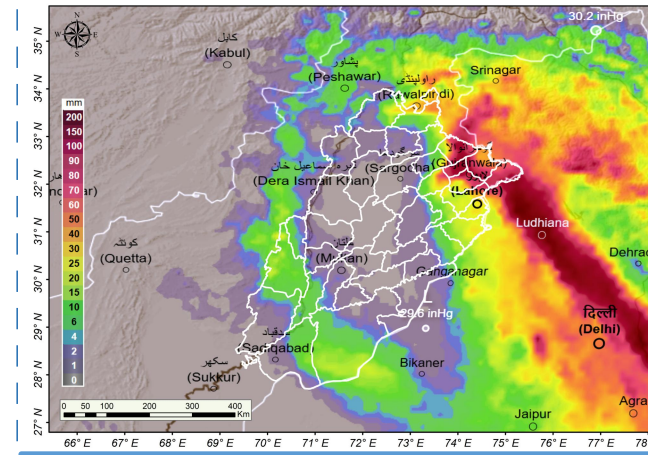 30.2 inHg
N
W
E
S
35° N
34° N
33° N
32° N
31° N
30° N
29° N
28° N
27° N
کابل
(Kabul)
پشاور
(Peshawar)
راولپنڈی
(Rawalpindi)
Srinagar
mm
200
150
100
90
80
70
60
50
40
30
25
20
15
10
6
4
2
1
0
ڈیرہ اسماعیل خان
(Dera Ismail Khan)
(Sargodha)
گوجرانوالا
(Gujranwala)
(Lahore)
Ludhiana
کوئٹہ
(Quetta)
ملتان
(Multan)
Ganganagar
Dehrad
29.6 inHg
दिल्ली
(Delhi)
(Sadiqabad)
سکھر
(Sukkur)
Bikaner
Agra
Jaipur
0 50 100 200 300 400
Km
66° E 67° E 68° E 69° E 70° E 71° E 72° E 73° E 74° E 75° E 76° E 77° E 78°